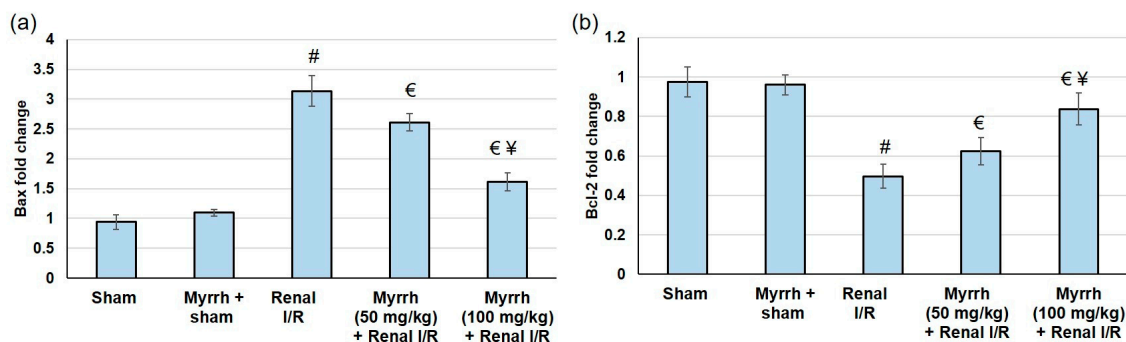 (a)
Bax fold change
4
3.5
3
2.5
2
1.5
1
0.5
0
#
€
€ ¥
Sham
Myrrh +
sham
Renal
I/R
Myrrh
(50 mg/kg)
+ Renal I/R
Myrrh
(100 mg/kg)
+ Renal I/R
(b)
Bcl-2 fold change
1.2
1
0.8
0.6
0.4
0.2
0
#
€
€ ¥
Sham
Myrrh +
sham
Renal
I/R
Myrrh
(50 mg/kg)
+ Renal I/R
Myrrh
(100 mg/kg)
+ Renal I/R